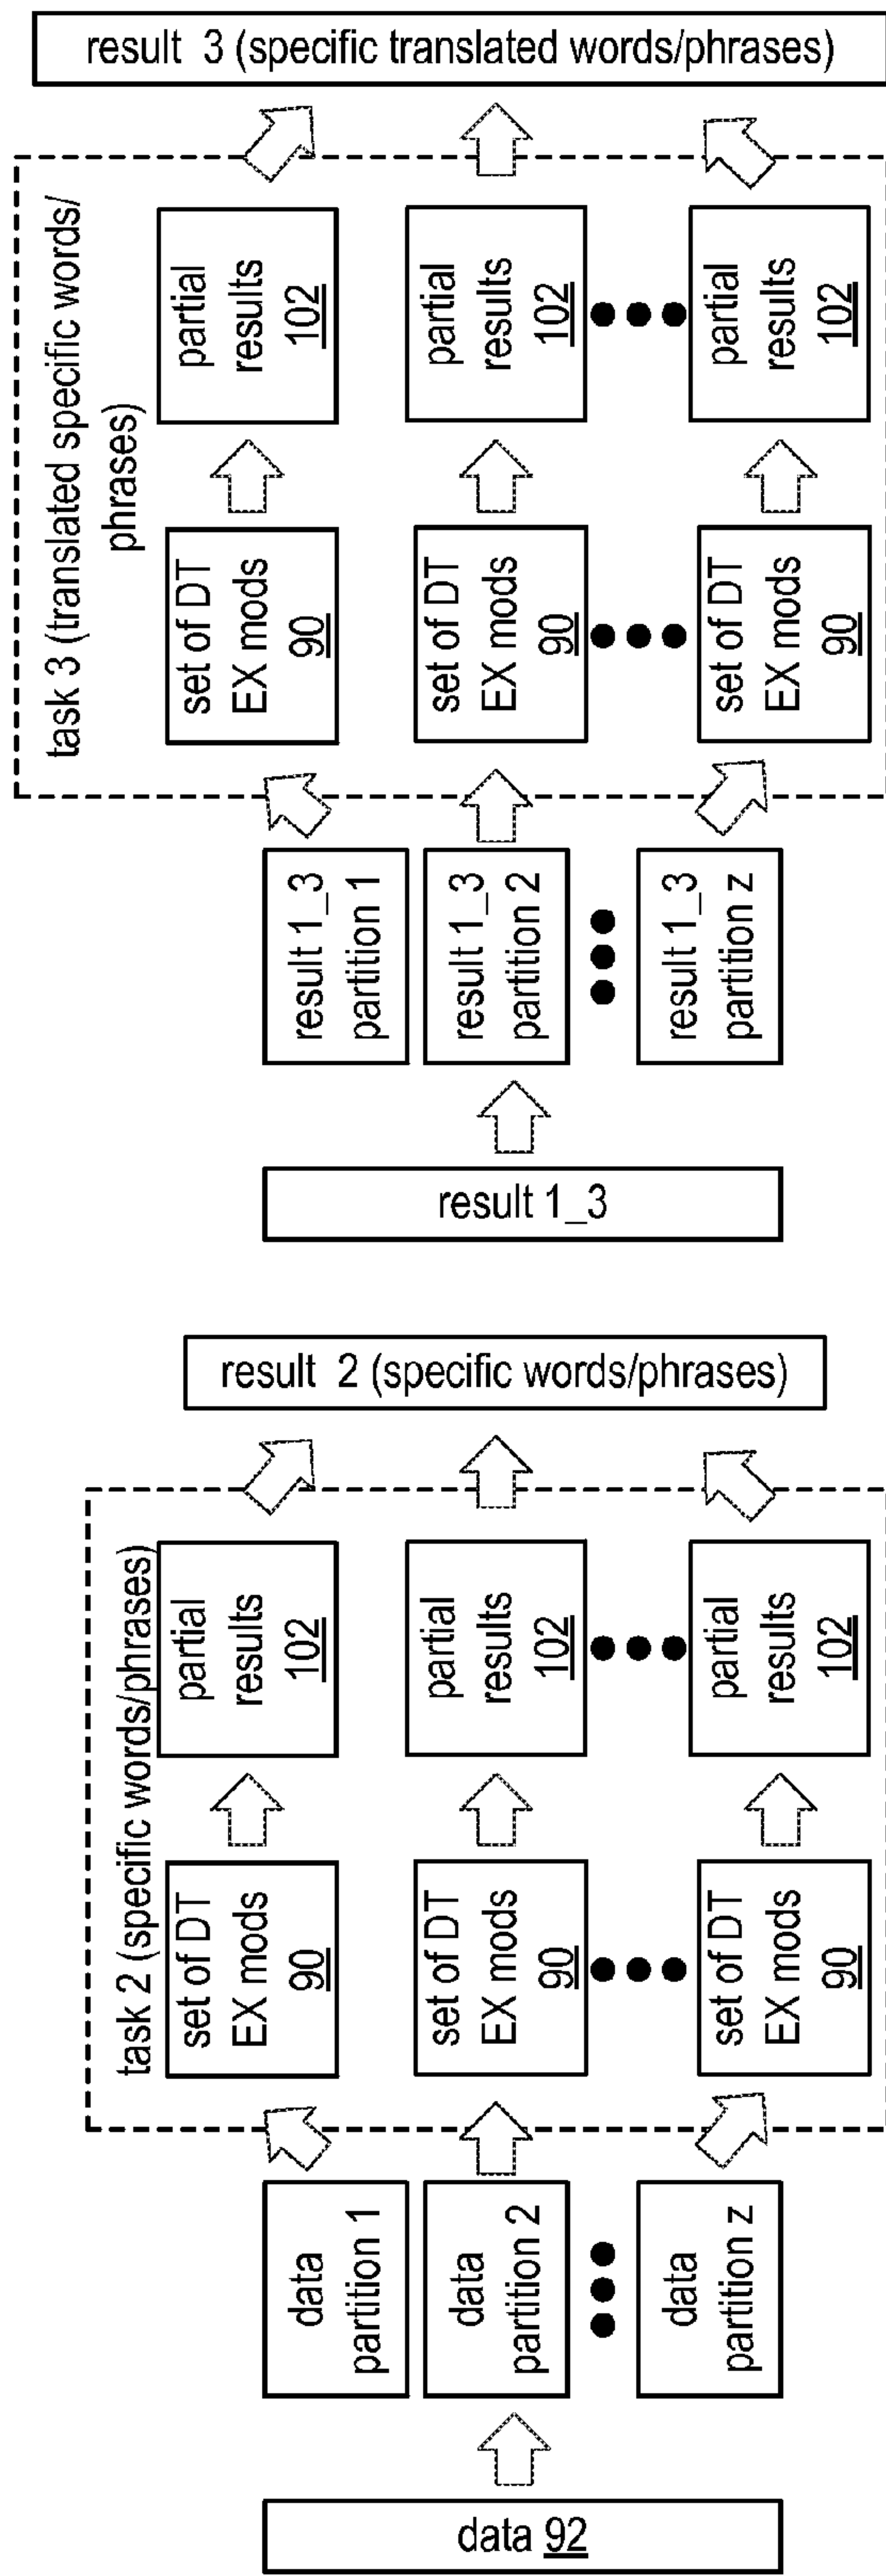 data 92
data
partition 1
data
partition 2
data
partition z
task 2 (specific words/phrases)
set of DT
EX mods
90
partial
results
102
set of DT
EX mods
90
partial
results
102
set of DT
EX mods
90
partial
results
102
result 2 (specific words/phrases)
result 1_3
result 1_3
partition 1
result 1_3
partition 2
result 1_3
partition z
task 3 (translated specific words/
phrases)
set of DT
EX mods
90
partial
results
102
set of DT
EX mods
90
partial
results
102
set of DT
EX mods
90
partial
results
102
result 3 (specific translated words/phrases)